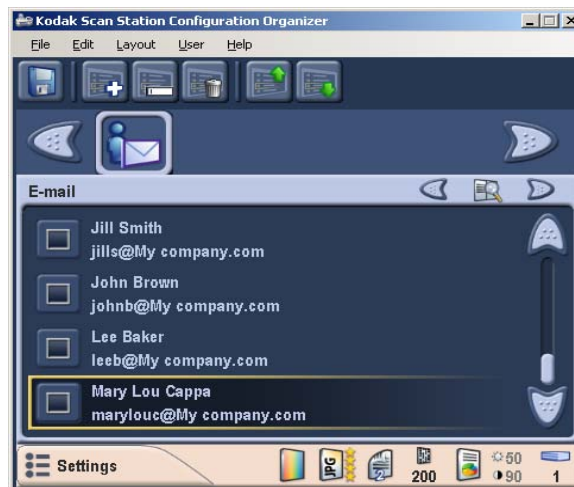 Kodak Scan Station Configuration Organizer
File Edit Layout User Help
E-mail
Jill Smith
jills@My company.com
John Brown
johnb@My company.com
Lee Baker
leeb@My company.com
Mary Lou Cappa
marylouc@My company.com
Settings
JPG
200
50
90
1